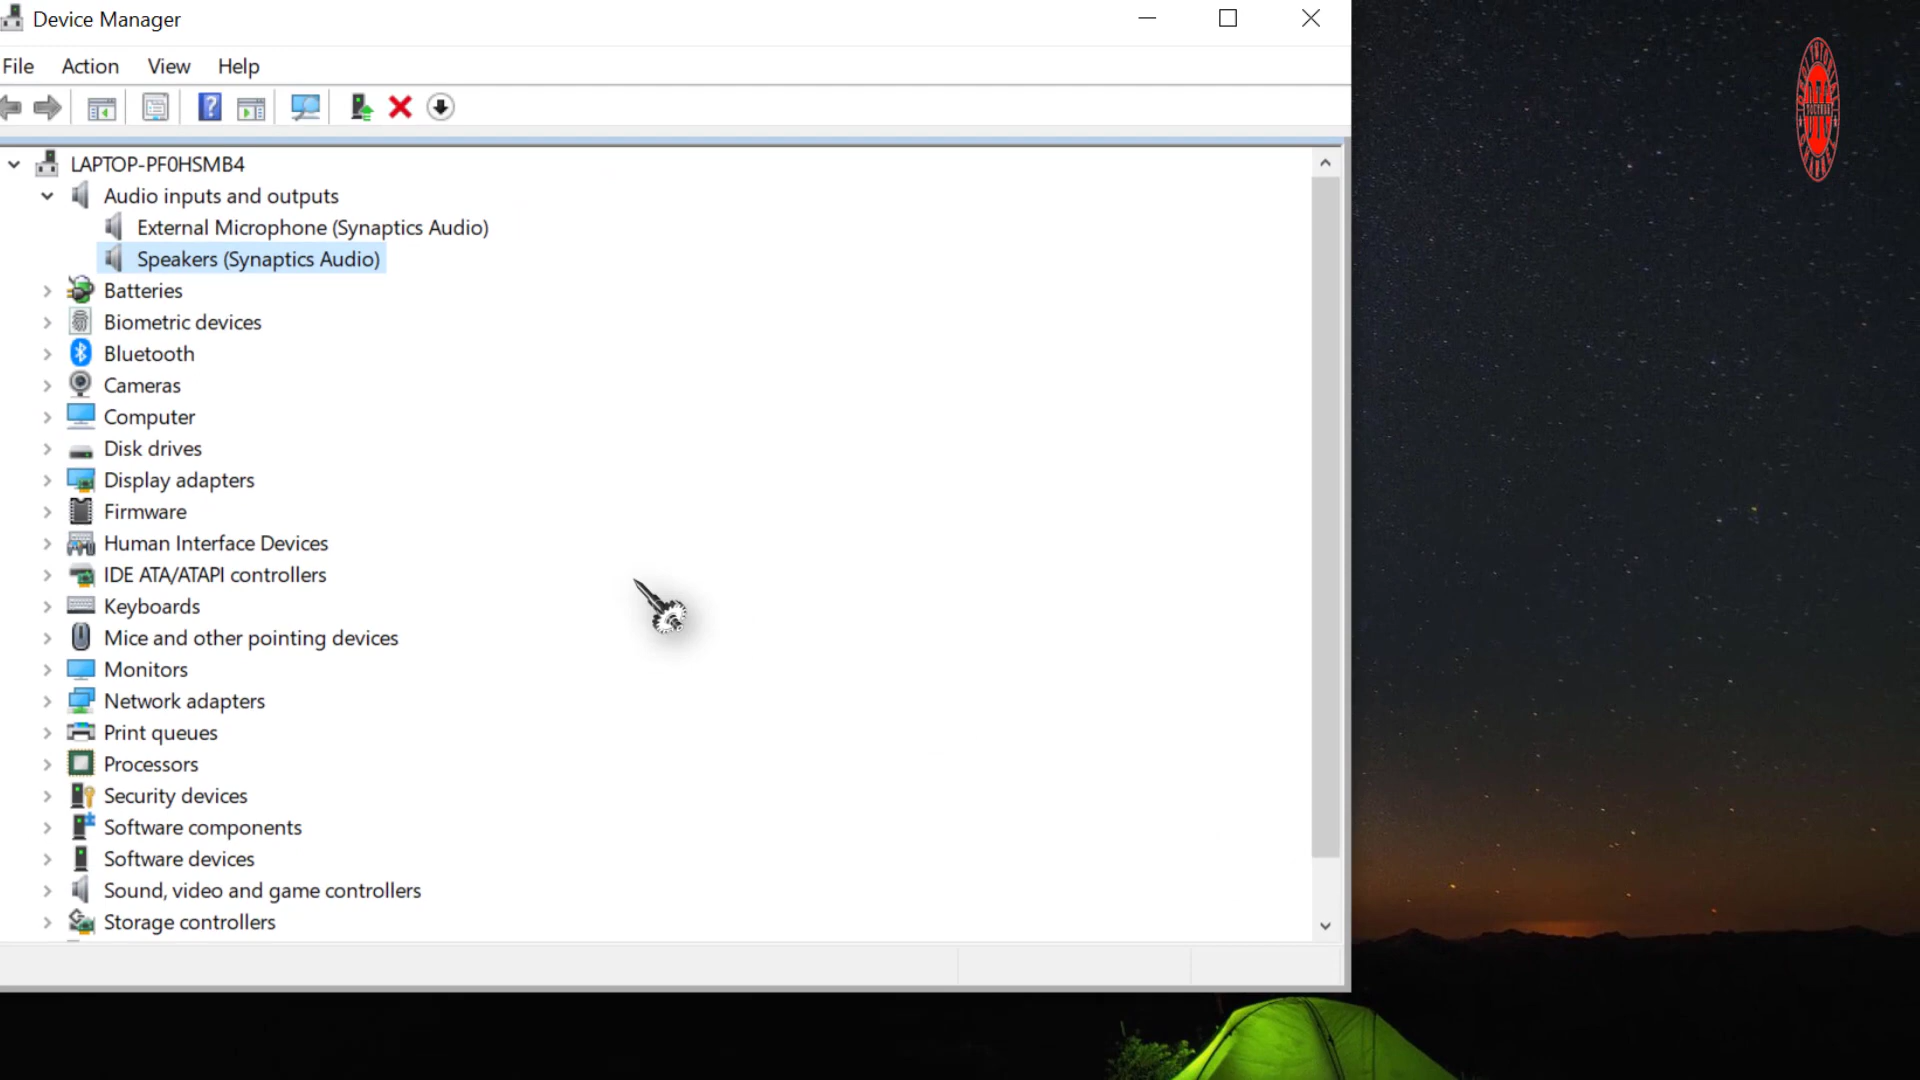 Device Manager
File Action View Help
LAPTOP-PF0HSMB4
Audio inputs and outputs
External Microphone (Synaptics Audio)
Speakers (Synaptics Audio)
Batteries
Biometric devices
Bluetooth
Cameras
Computer
Disk drives
Display adapters
Firmware
Human Interface Devices
IDE ATA/ATAPI controllers
Keyboards
Mice and other pointing devices
Monitors
Network adapters
Print queues
Processors
Security devices
Software components
Software devices
Sound, video and game controllers
Storage controllers